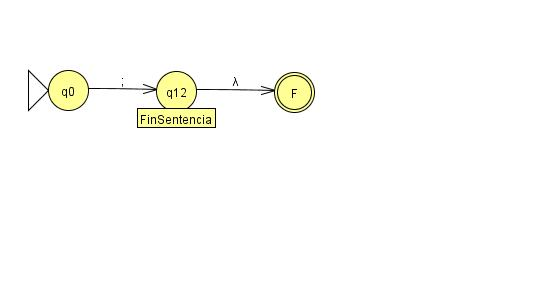 q0
;
q12
λ
F
FinSentencia